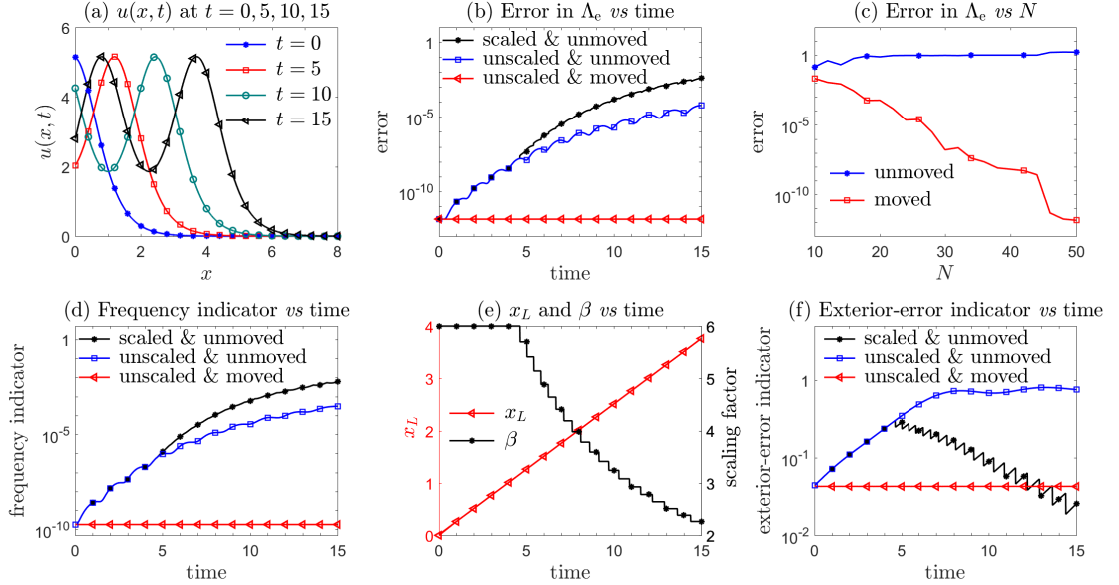 (a) u(x, t) at t = 0, 5, 10, 15
6
4
2
0
0 2 4 6 8
u(x, t)
x
t = 0
t = 5
t = 10
t = 15
(b) Error in Λe vs time
1
10^-5
10^-10
0 5 10 15
error
time
scaled & unmoved
unscaled & unmoved
unscaled & moved
(c) Error in Λe vs N
1
10^-5
10^-10
10 20 30 40 50
error
N
unmoved
moved
(d) Frequency indicator vs time
1
10^-5
10^-10
0 5 10 15
frequency indicator
time
scaled & unmoved
unscaled & unmoved
unscaled & moved
(e) xL and β vs time
4
3
2
1
0
6
5
4
3
2
0 5 10 15
xL
scaling factor
time
xL
β
(f) Exterior-error indicator vs time
1
10^-1
10^-2
0 5 10 15
exterior-error indicator
time
scaled & unmoved
unscaled & unmoved
unscaled & moved